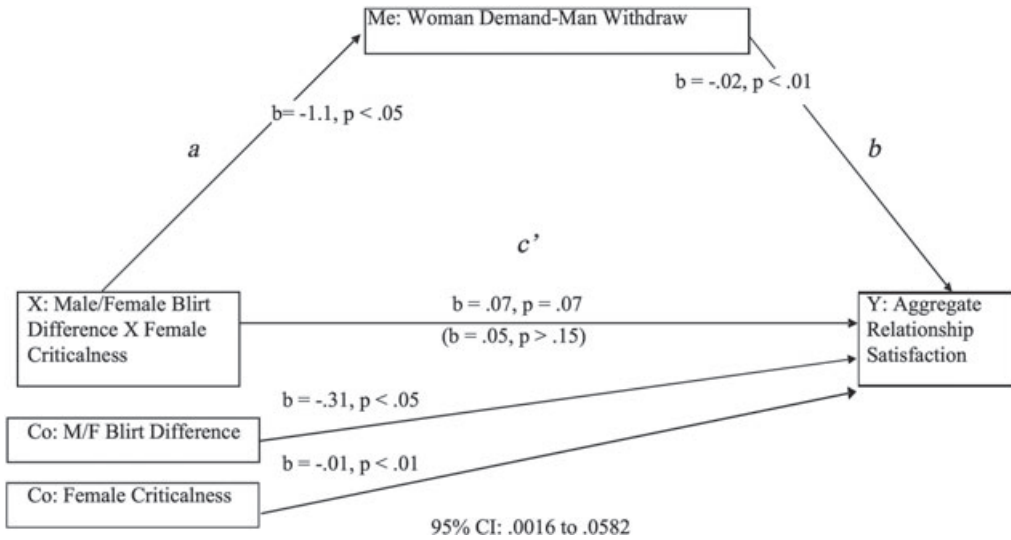 Me: Woman Demand-Man Withdraw
b = -.02, p < .01
b= -1.1, p < .05
a
b
c’
X: Male/Female Blirt
Difference X Female
Criticalness
b = .07, p = .07
(b = .05, p > .15)
Y: Aggregate
Relationship
Satisfaction
b = -.31, p < .05
Co: M/F Blirt Difference
b = -.01, p < .01
Co: Female Criticalness
95% CI: .0016 to .0582